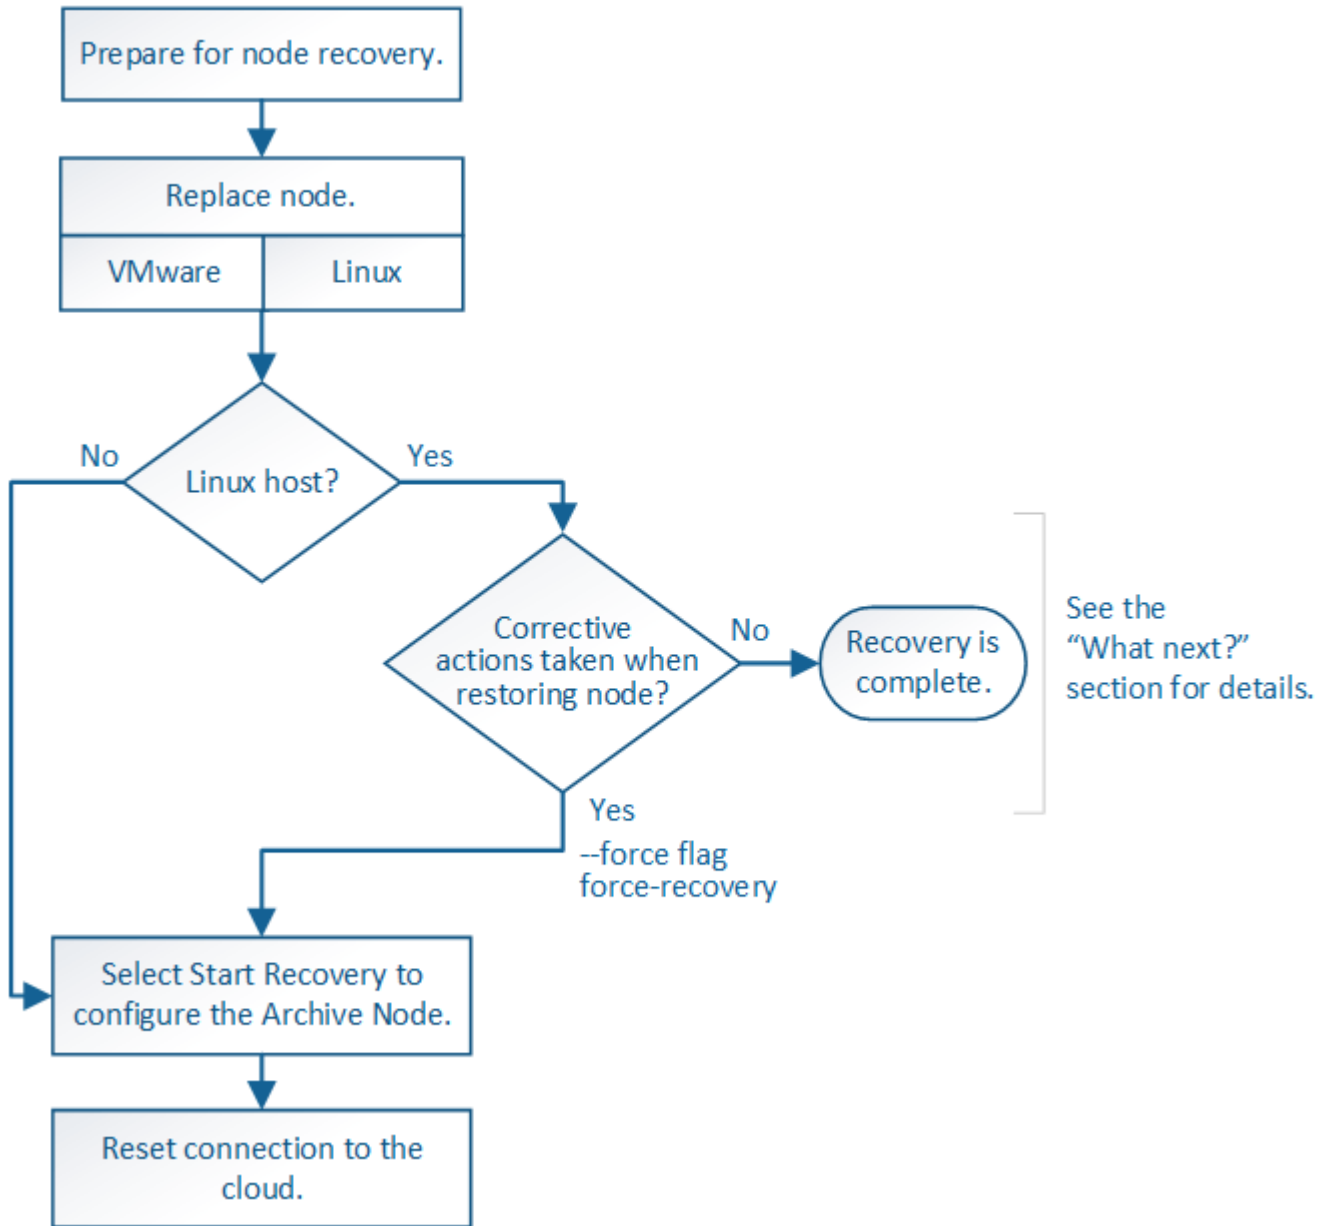 Prepare for node recovery.
Replace node.
VMware
Linux
No
Yes
Linux host?
Corrective
actions taken when
restoring node?
No
Recovery is
complete.
See the
“What next?”
section for details.
Yes
--force flag
force-recovery
Select Start Recovery to
configure the Archive Node.
Reset connection to the
cloud.